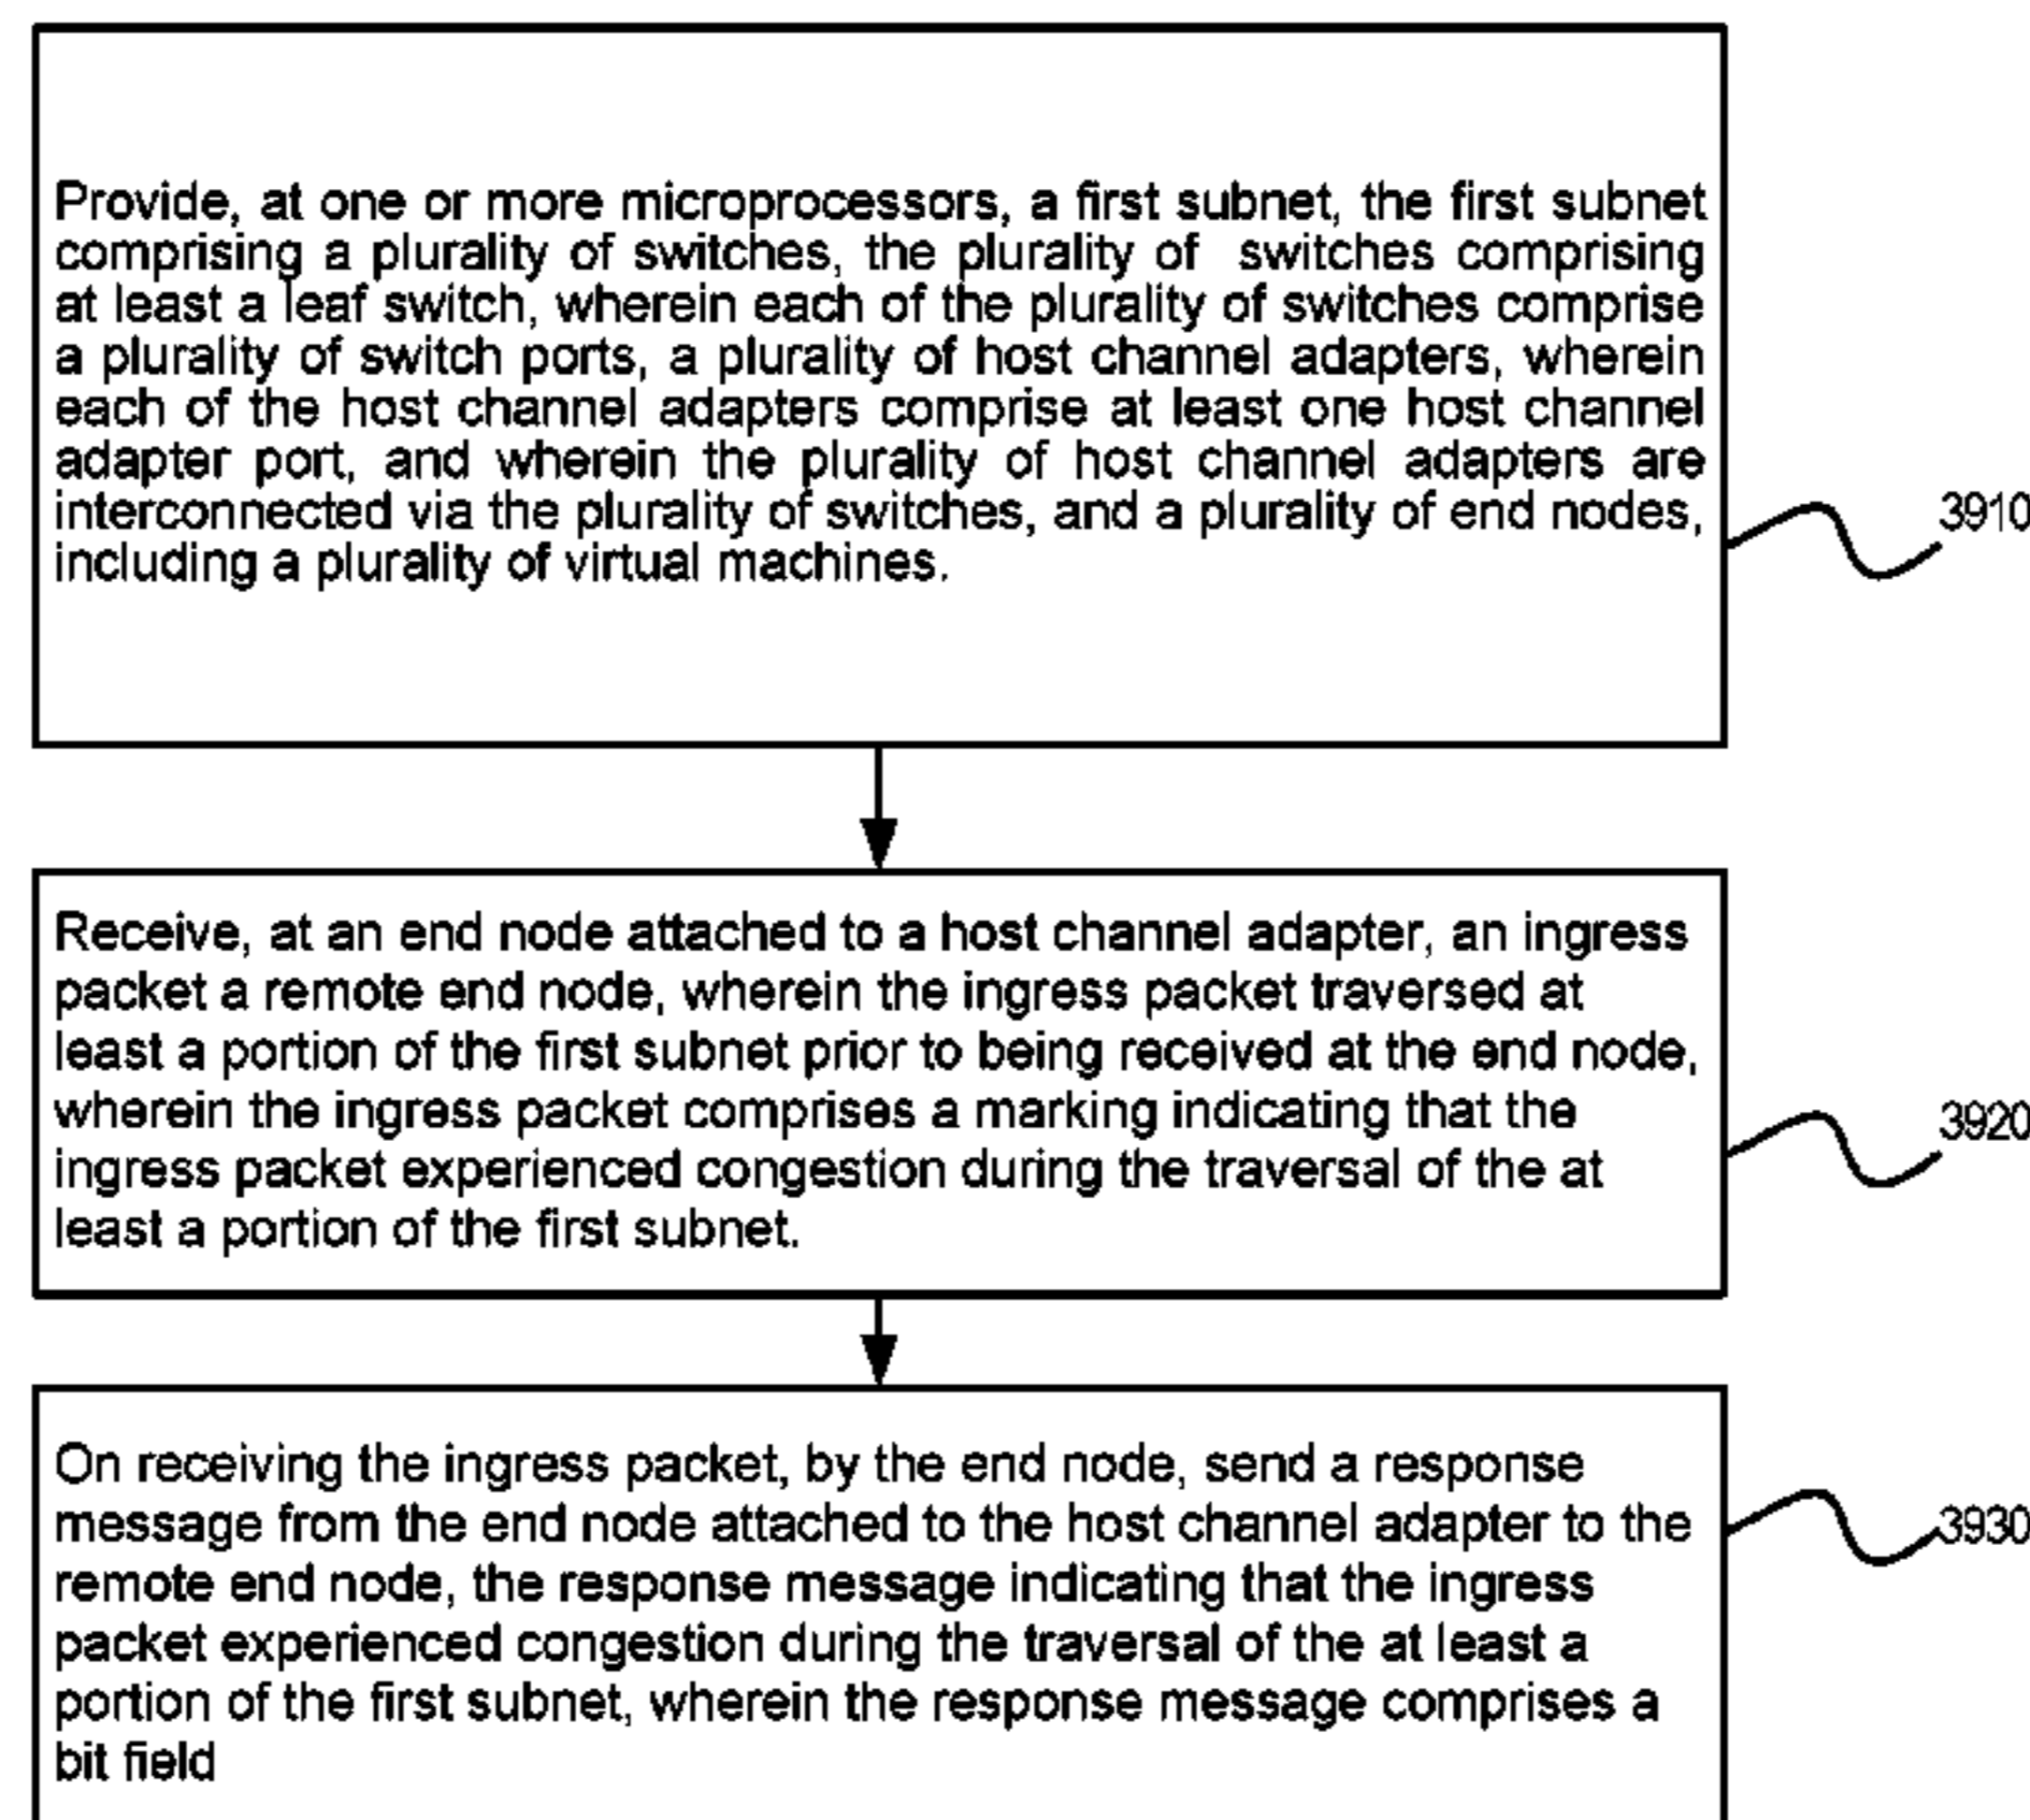 Provide, at one or more microprocessors, a first subnet, the first subnet
comprising a plurality of switches, the plurality of switches comprising
at least a leaf switch, wherein each of the plurality of switches comprise
a plurality of switch ports, a plurality of host channel adapters, wherein
each of the host channel adapters comprise at least one host channel
adapter port, and wherein the plurality of host channel adapters are
interconnected via the plurality of switches, and a plurality of end nodes,
including a plurality of virtual machines.
3910
Receive, at an end node attached to a host channel adapter, an ingress
packet a remote end node, wherein the ingress packet traversed at
least a portion of the first subnet prior to being received at the end node,
wherein the ingress packet comprises a marking indicating that the
ingress packet experienced congestion during the traversal of the at
least a portion of the first subnet.
3920
On receiving the ingress packet, by the end node, send a response
message from the end node attached to the host channel adapter to the
remote end node, the response message indicating that the ingress
packet experienced congestion during the traversal of the at least a
portion of the first subnet, wherein the response message comprises a
bit field
3930